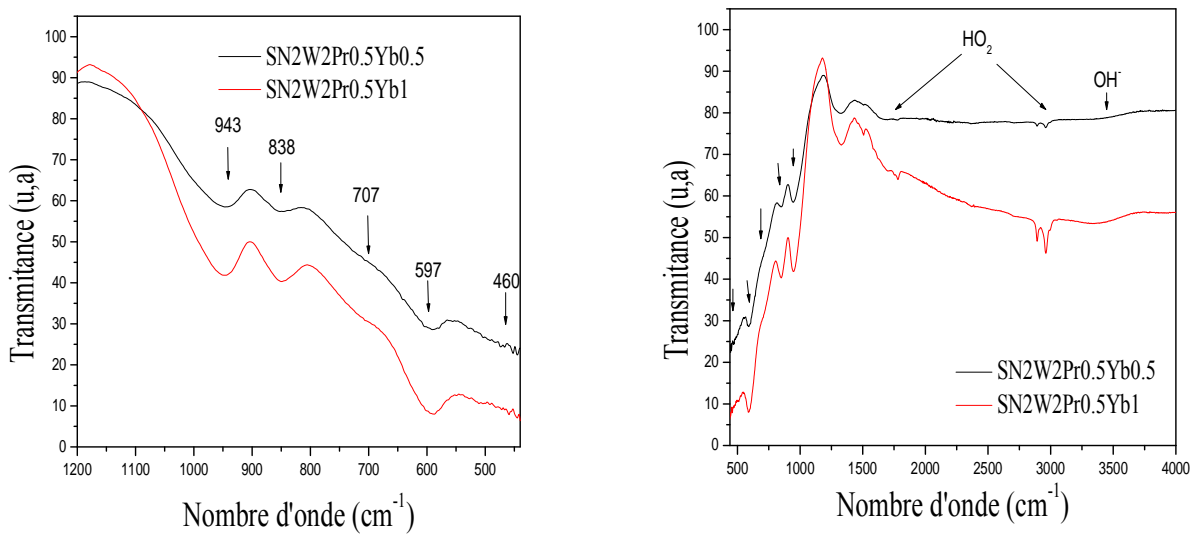 100
90
80
70
60
50
40
30
20
10
0
1200 1100 1000 900 800 700 600 500
Transmitance (u,a)
Nombre d'onde (cm-1)
SN2W2Pr0.5Yb0.5
SN2W2Pr0.5Yb1
943
838
707
597
460
100
90
80
70
60
50
40
30
20
10
0
500 1000 1500 2000 2500 3000 3500 4000
Transmitance (u,a)
Nombre d'onde (cm-1)
HO2
OH-
SN2W2Pr0.5Yb0.5
SN2W2Pr0.5Yb1